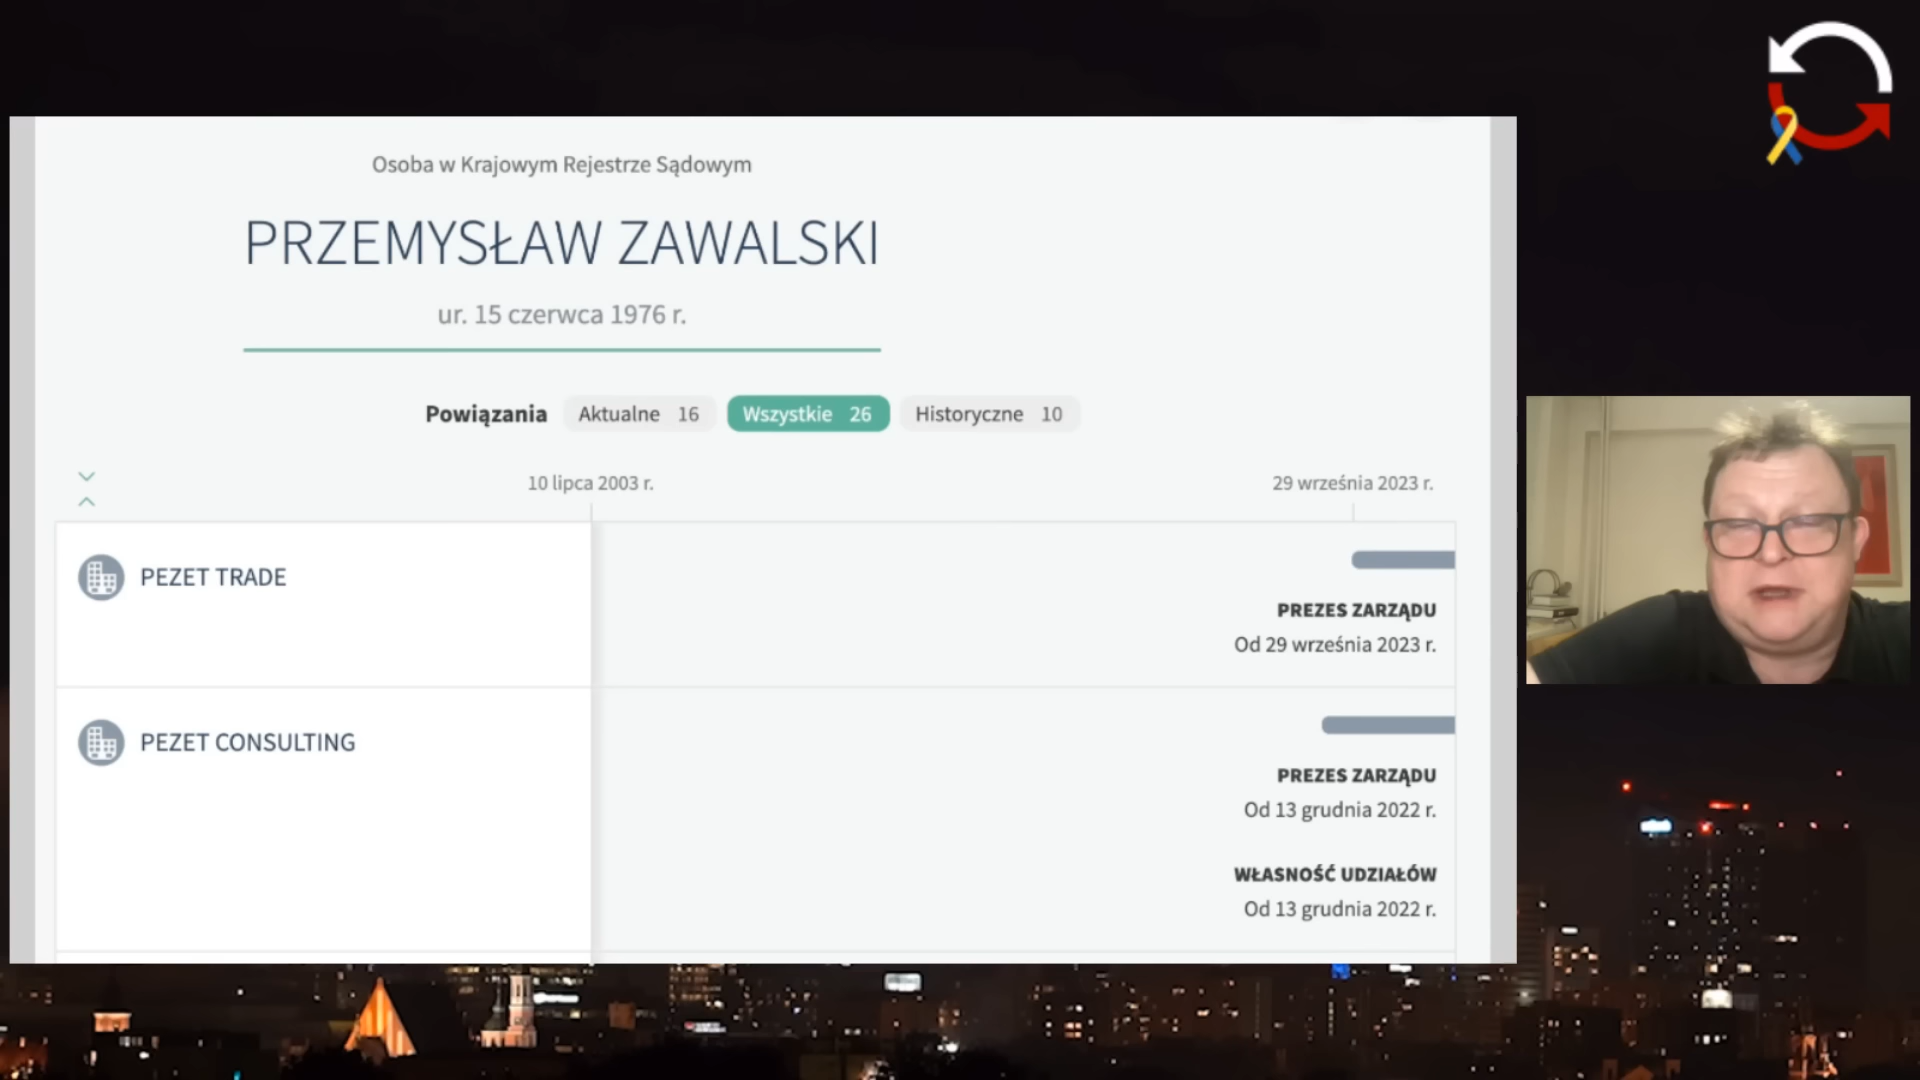 Osoba w Krajowym Rejestrze Sądowym
PRZEMYSŁAW ZAWALSKI
ur. 15 czerwca 1976 r.
Powiązania Aktualne 16 Wszystkie 26 Historyczne 10
10 lipca 2003 r. 29 września 2023 r.
PEZET TRADE
PREZES ZARZĄDU
Od 29 września 2023 r.
PEZET CONSULTING
PREZES ZARZĄDU
Od 13 grudnia 2022 r.
WŁASNOŚĆ UDZIAŁÓW
Od 13 grudnia 2022 r.